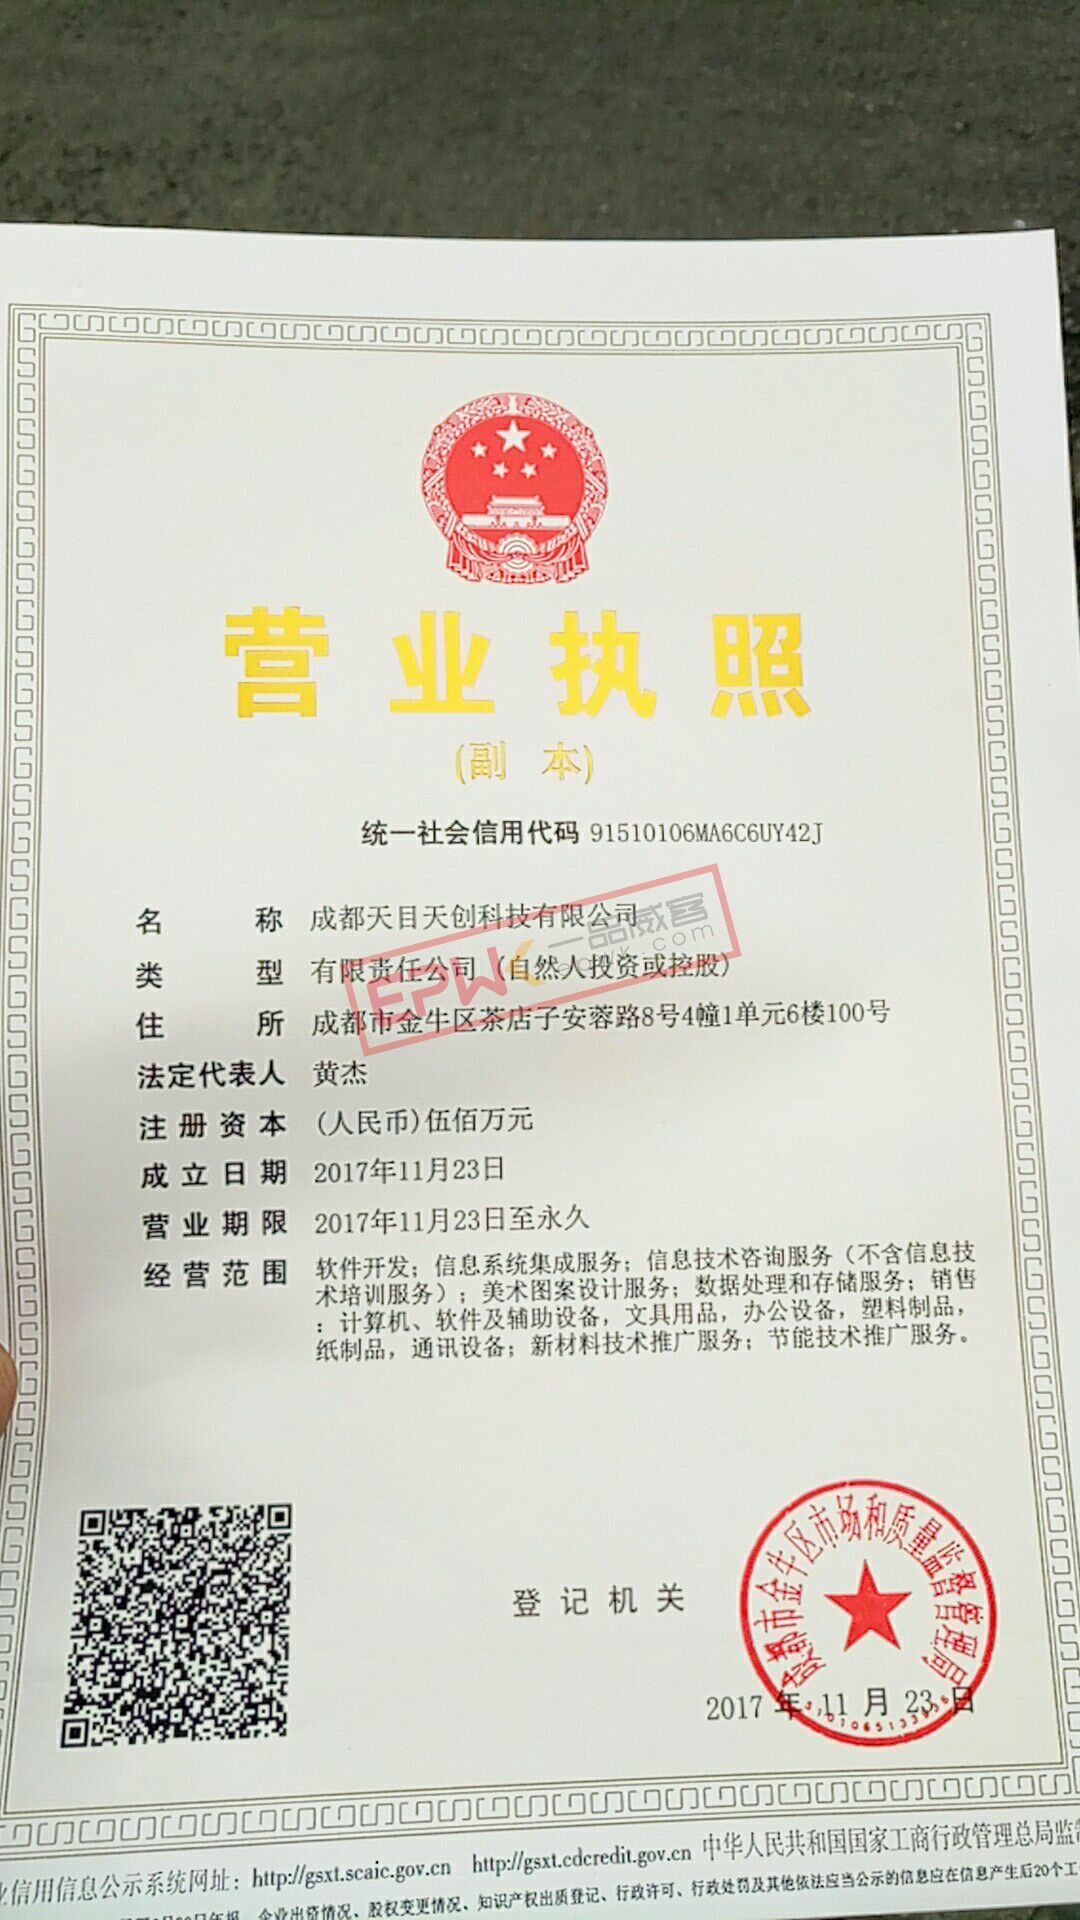 营业执照
(副 本)
统一社会信用代码 91510106MA6C6UY42J
名称 成都天目天创科技有限公司
类型 有限责任公司(自然人投资或控股)
住所 成都市金牛区茶店子安蓉路8号4幢1单元6楼100号
法定代表人 黄杰
注册资本 (人民币)伍佰万元
成立日期 2017年11月23日
营业期限 2017年11月23日至永久
经营范围 软件开发；信息系统集成服务；信息技术咨询服务（不含信息技
术培训服务）；美术图案设计服务；数据处理和存储服务；销售
：计算机、软件及辅助设备，文具用品，办公设备，塑料制品，
纸制品，通讯设备；新材料技术推广服务；节能技术推广服务。
EPWK 一品威客
epwk.com
登记机关
成都市金牛区市场和质量监督管理局
2017 年 11 月 23 日
业信用信息公示系统网址：http://gsxt.scaic.gov.cn http://gsxt.cdcredit.gov.cn 中华人民共和国国家工商行政管理总局监制
年报、企业出资情况、股权变更情况、知识产权出质登记、行政许可、行政处罚及其他依法应当公示的信息应在信息产生后20个工